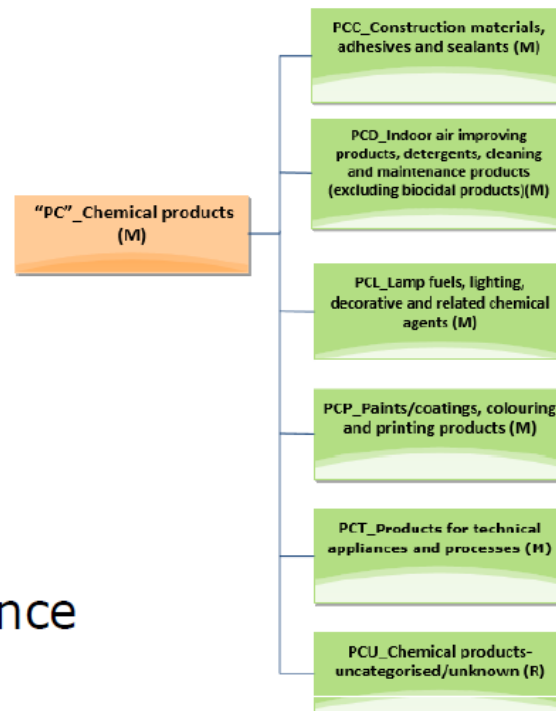 PCC_Construction materials,
adhesives and sealants (M)
PCD_Indoor air improving
products, detergents, cleaning
and maintenance products
(excluding biocidal products)(M)
"PC"_Chemical products
(M)
PCL_Lamp fuels, lighting,
decorative and related chemical
agents (M)
PCP_Paints/coatings, colouring
and printing products (M)
PCT_Products for technical
appliances and processes (M)
nce
PCU_Chemical products-
uncategorised/unknown (R)